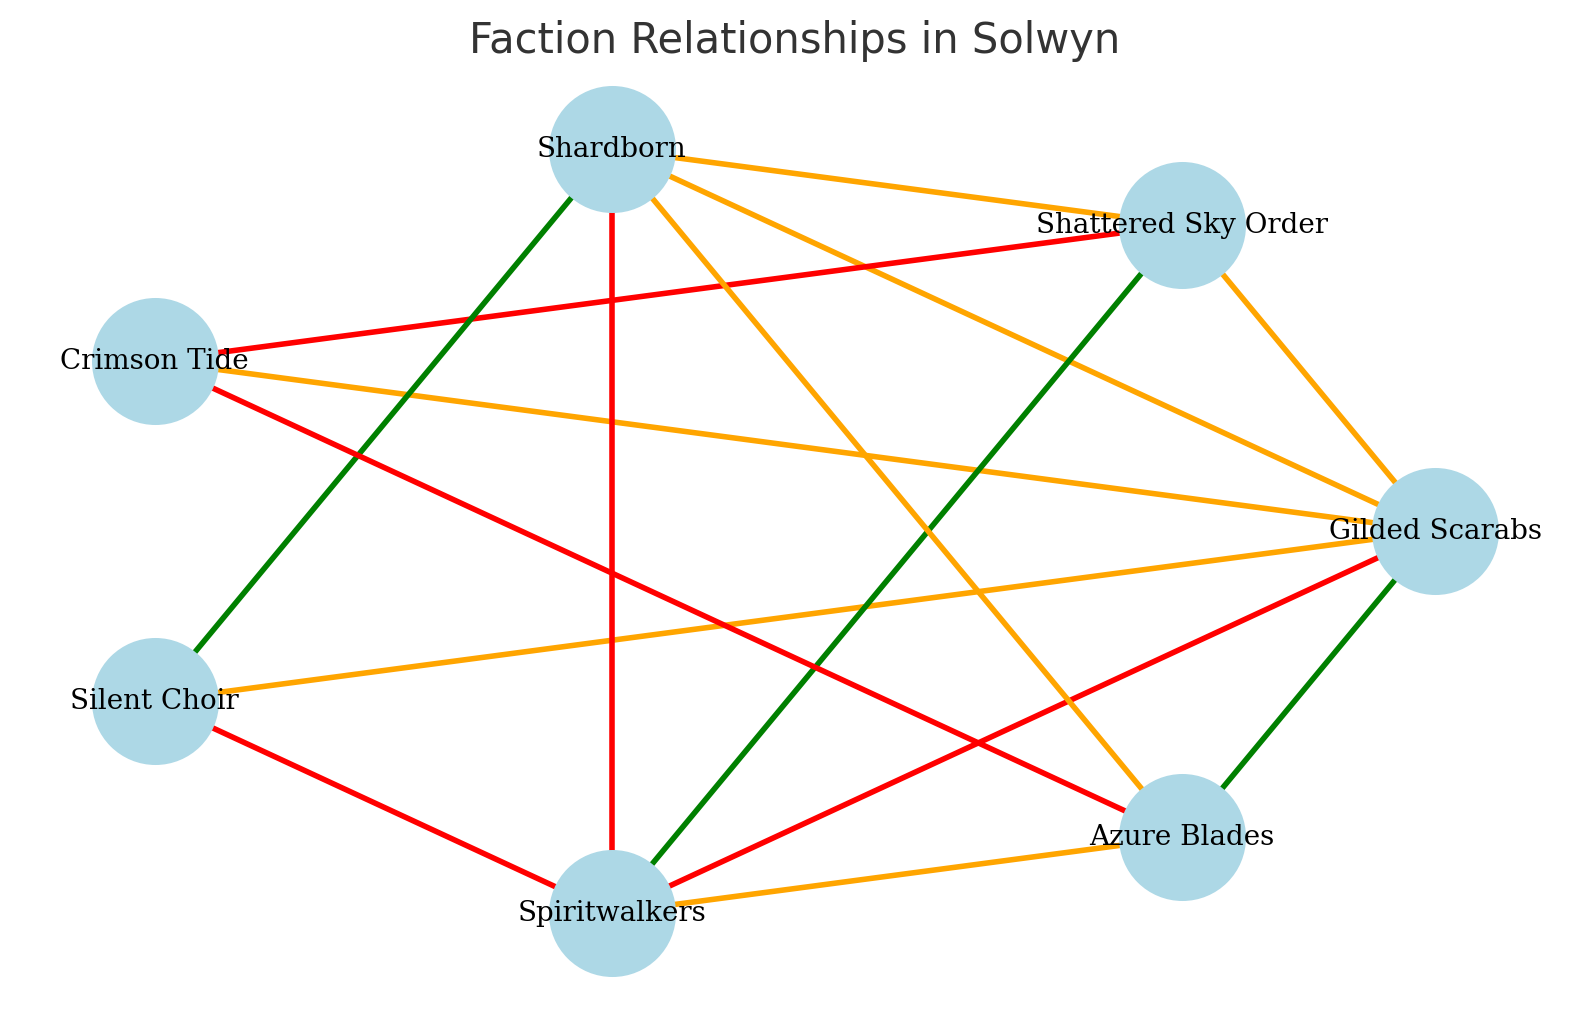 Faction Relationships in Solwyn
Shardborn
Shattered Sky Order
Crimson Tide
Gilded Scarabs
Silent Choir
Azure Blades
Spiritwalkers